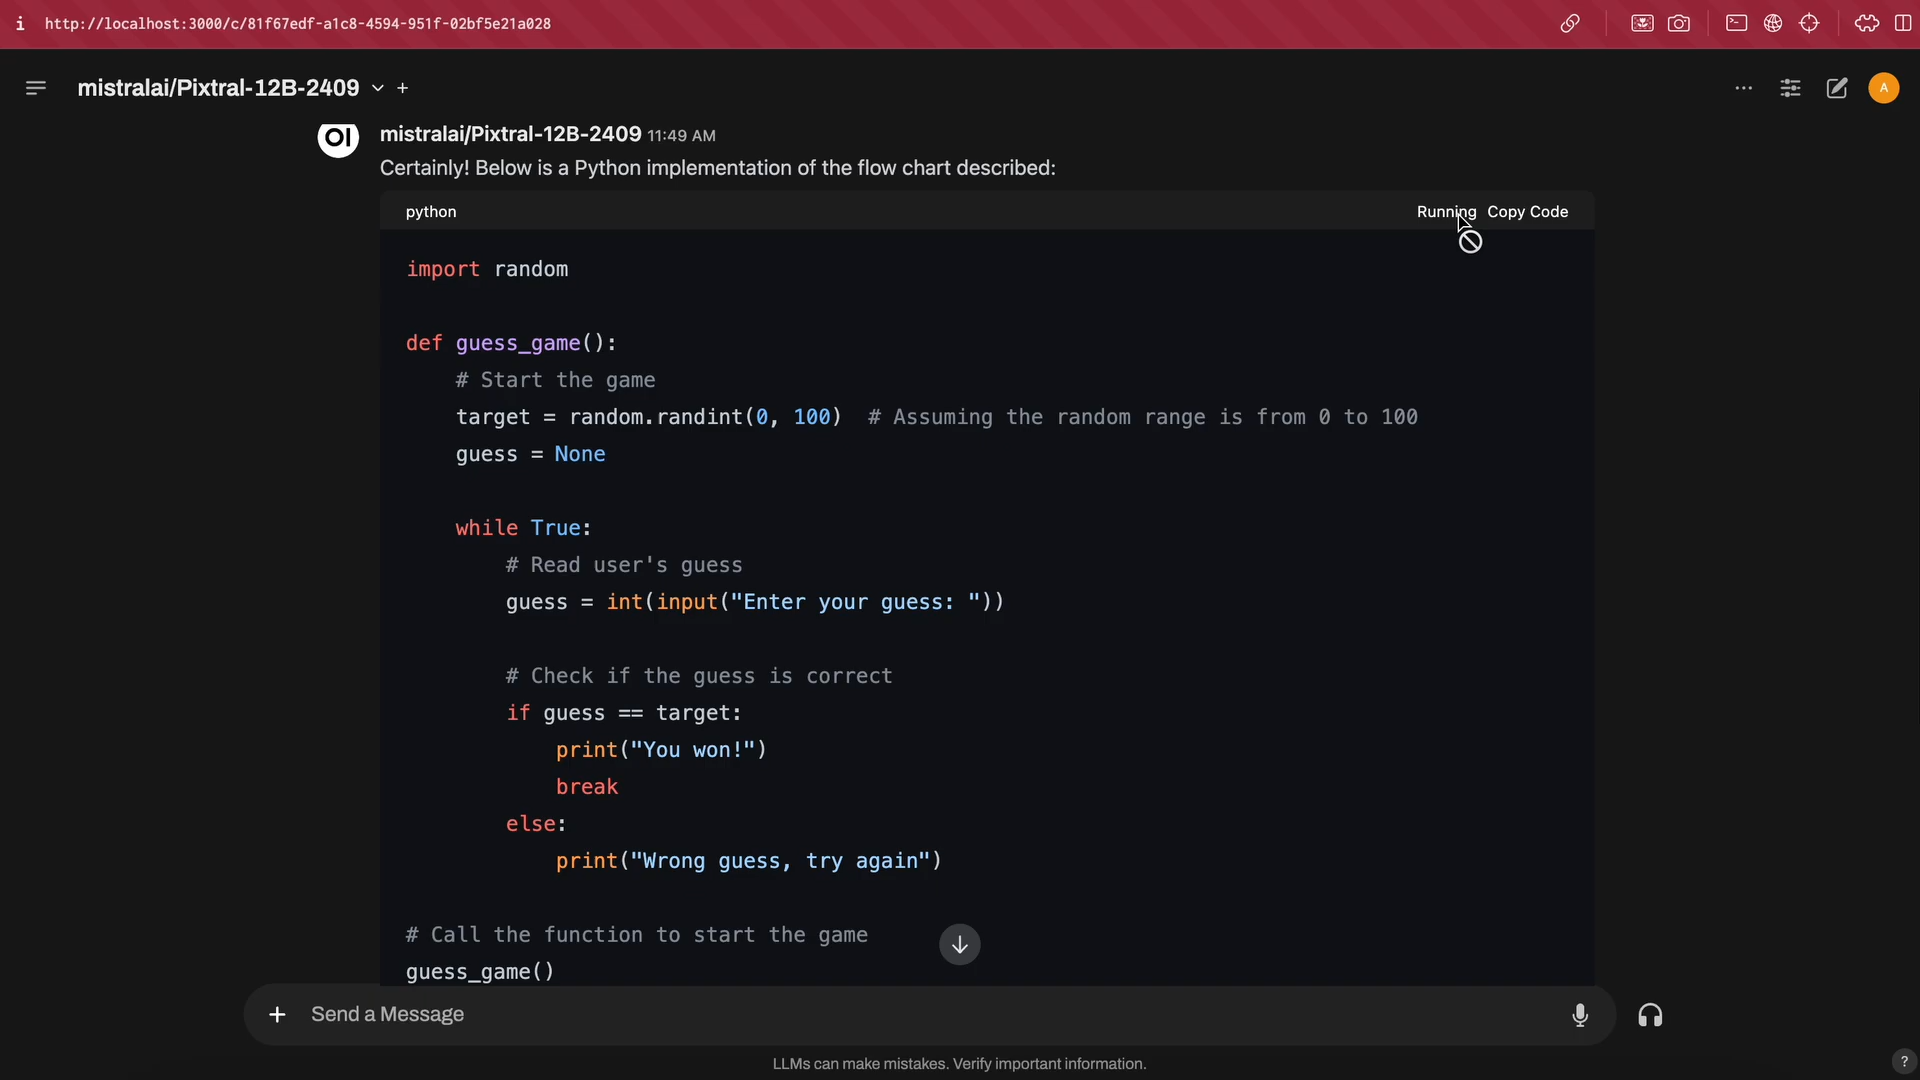 http://localhost:3000/c/81f67edf-a1c8-4594-951f-02bf5e21a028
mistralai/Pixtral-12B-2409
A
OI
mistralai/Pixtral-12B-2409 11:49 AM
Certainly! Below is a Python implementation of the flow chart described:
python
Running Copy Code
import random
def guess_game():
# Start the game
target = random.randint(0, 100)  # Assuming the random range is from 0 to 100
guess = None
while True:
# Read user's guess
guess = int(input("Enter your guess: "))
# Check if the guess is correct
if guess == target:
print("You won!")
break
else:
print("Wrong guess, try again")
# Call the function to start the game
guess_game()
Send a Message
LLMs can make mistakes. Verify important information.
?